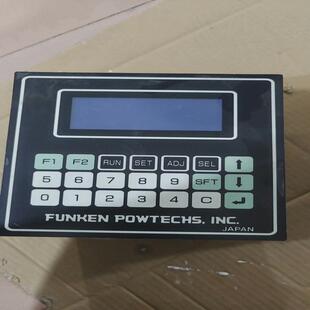 F1 F2 RUN SET ADJ SEL ↑
5 6 7 8 9 SFT ↓
0 1 2 3 4 C ↵
FUNKEN POWTECHS, INC.
JAPAN